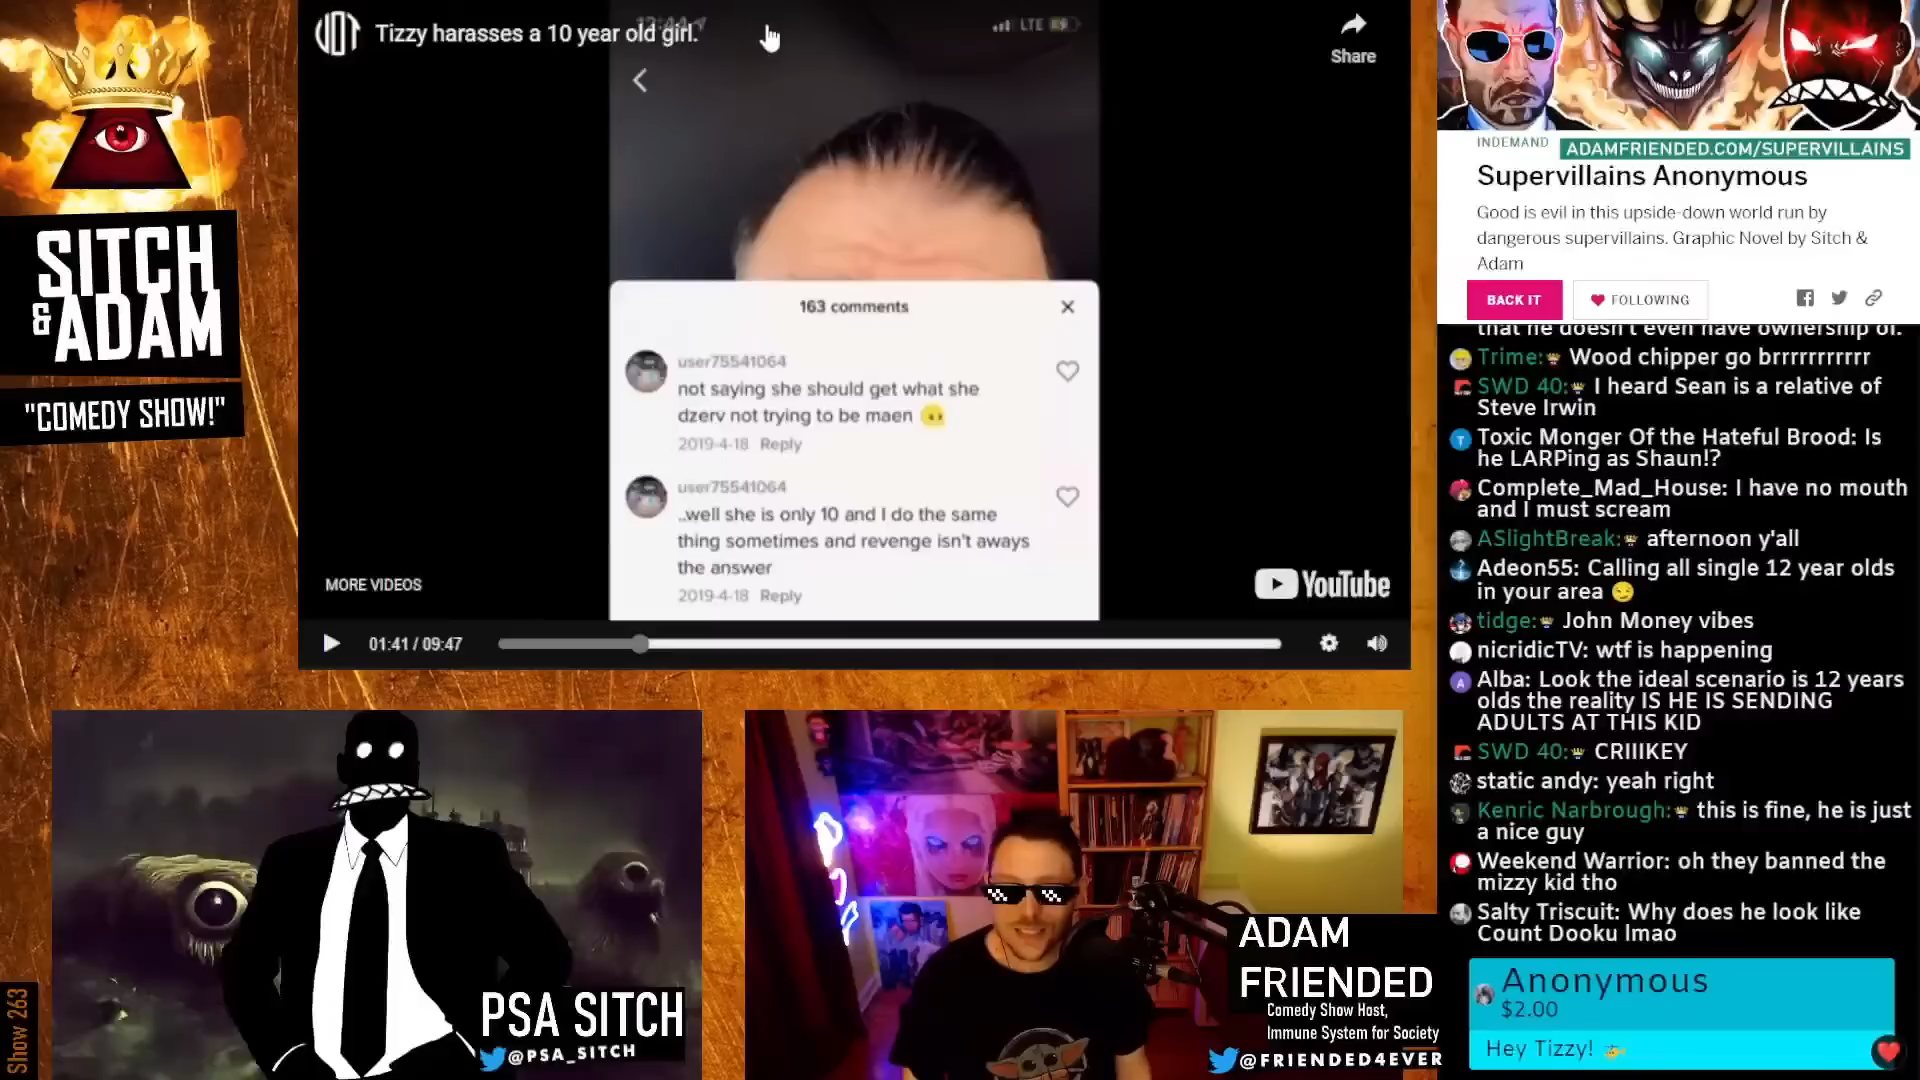 SITCH
& ADAM
"COMEDY SHOW!"
Show 263
Tizzy harasses a 10 year old girl.
LTE
Share
163 comments
user75541064
not saying she should get what she
dzerv not trying to be maen
2019-4-18 Reply
user75541064
..well she is only 10 and I do the same
thing sometimes and revenge isn't aways
the answer
2019-4-18 Reply
MORE VIDEOS
YouTube
01:41 / 09:47
PSA SITCH
@PSA_SITCH
ADAM
FRIENDED
Comedy Show Host,
Immune System for Society
@FRIENDED4EVER
INDEMAND
ADAMFRIENDED.COM/SUPERVILLAINS
Supervillains Anonymous
Good is evil in this upside-down world run by
dangerous supervillains. Graphic Novel by Sitch &
Adam
BACK IT
FOLLOWING
that he doesn't even have ownership of.
Trime: Wood chipper go brrrrrrrrrrr
SWD 40: I heard Sean is a relative of
Steve Irwin
Toxic Monger Of the Hateful Brood: Is
he LARPing as Shaun!?
Complete_Mad_House: I have no mouth
and I must scream
ASlightBreak: afternoon y'all
Adeon55: Calling all single 12 year olds
in your area
tidge: John Money vibes
nicridicTV: wtf is happening
Alba: Look the ideal scenario is 12 years
olds the reality IS HE IS SENDING
ADULTS AT THIS KID
SWD 40: CRIIIKEY
static andy: yeah right
Kenric Narbrough: this is fine, he is just
a nice guy
Weekend Warrior: oh they banned the
mizzy kid tho
Salty Triscuit: Why does he look like
Count Dooku lmao
Anonymous
$2.00
Hey Tizzy!